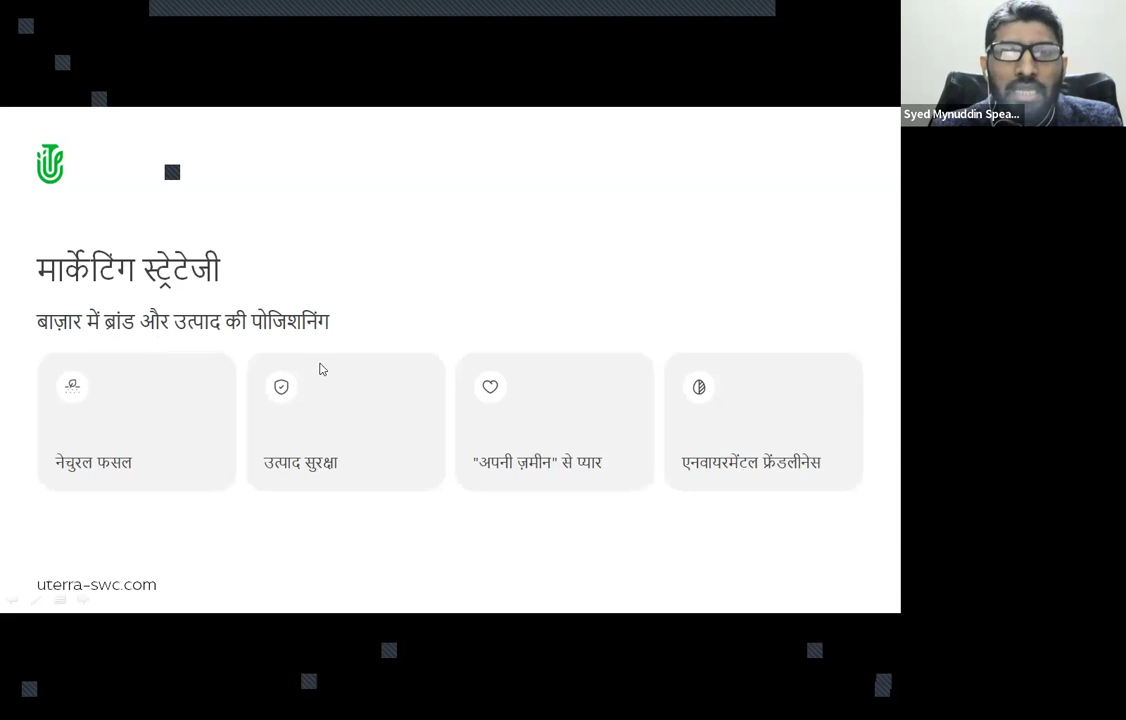 Syed Mynuddin Spea...
मार्केटिंग स्ट्रेटेजी
बाज़ार में ब्रांड और उत्पाद की पोजिशनिंग
नेचुरल फसल
उत्पाद सुरक्षा
"अपनी ज़मीन" से प्यार
एनवायरमेंटल फ्रेंडलीनेस
uterra-swc.com